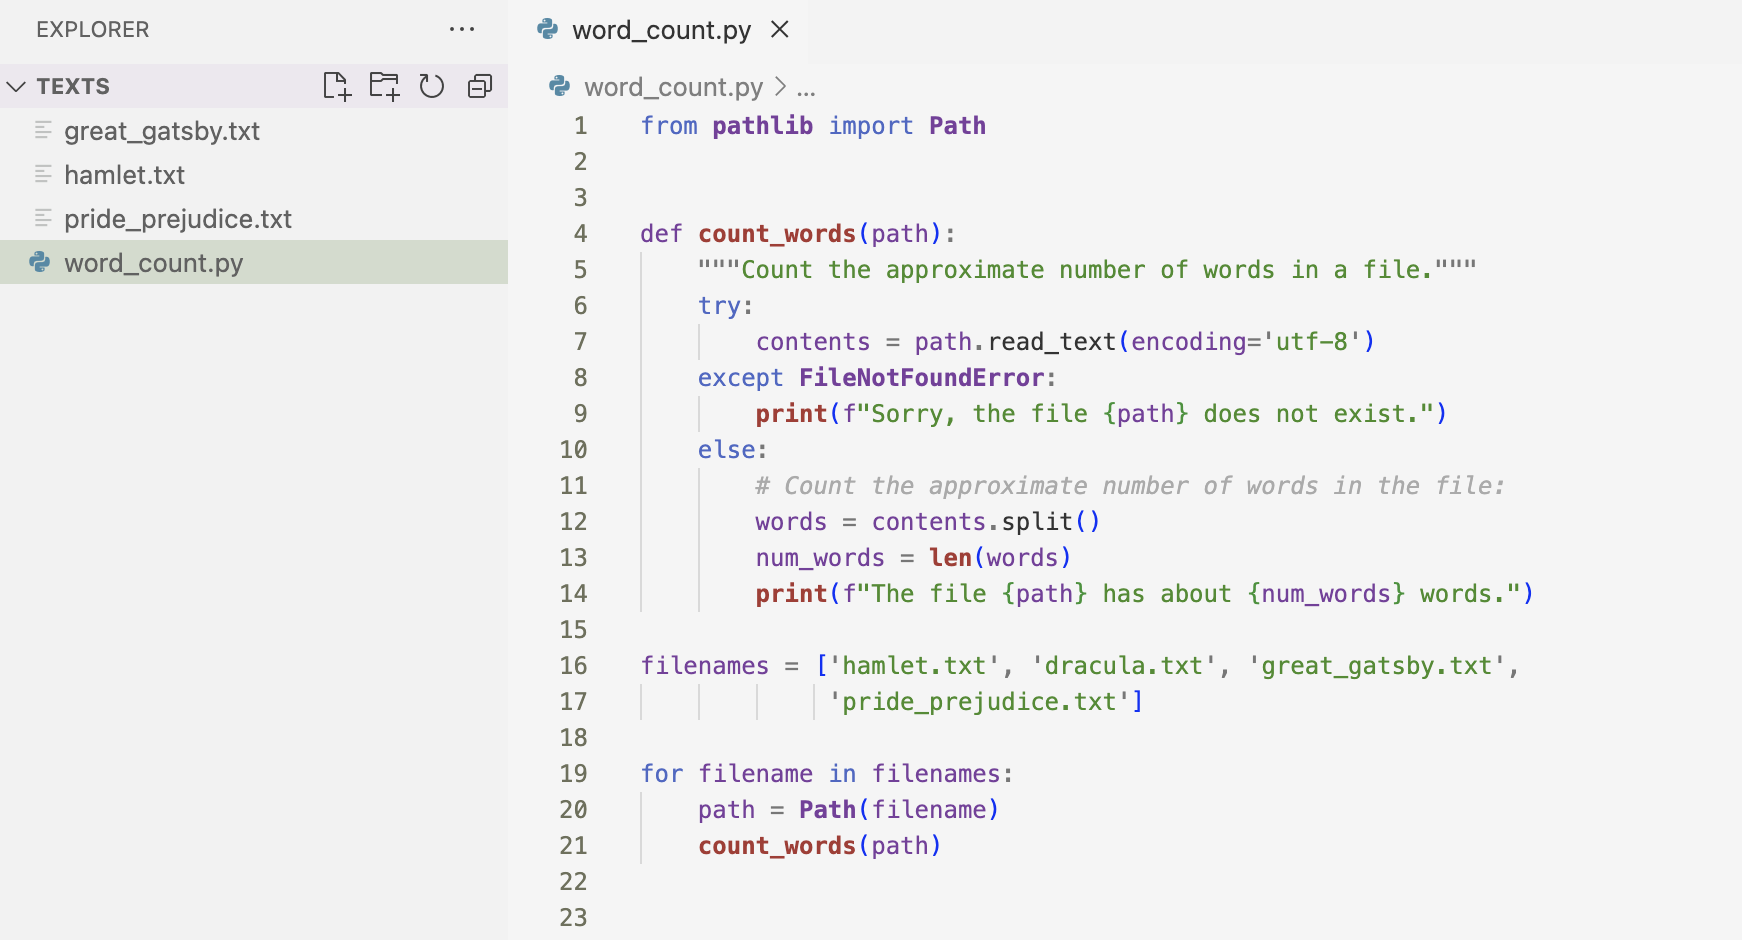 EXPLORER
TEXTS
great_gatsby.txt
hamlet.txt
pride_prejudice.txt
word_count.py
word_count.py
word_count.py > ...
1 from pathlib import Path
2
3
4 def count_words(path):
5     """Count the approximate number of words in a file."""
6     try:
7         contents = path.read_text(encoding='utf-8')
8     except FileNotFoundError:
9         print(f"Sorry, the file {path} does not exist.")
10     else:
11         # Count the approximate number of words in the file:
12         words = contents.split()
13         num_words = len(words)
14         print(f"The file {path} has about {num_words} words.")
15
16 filenames = ['hamlet.txt', 'dracula.txt', 'great_gatsby.txt',
17              'pride_prejudice.txt']
18
19 for filename in filenames:
20     path = Path(filename)
21     count_words(path)
22
23